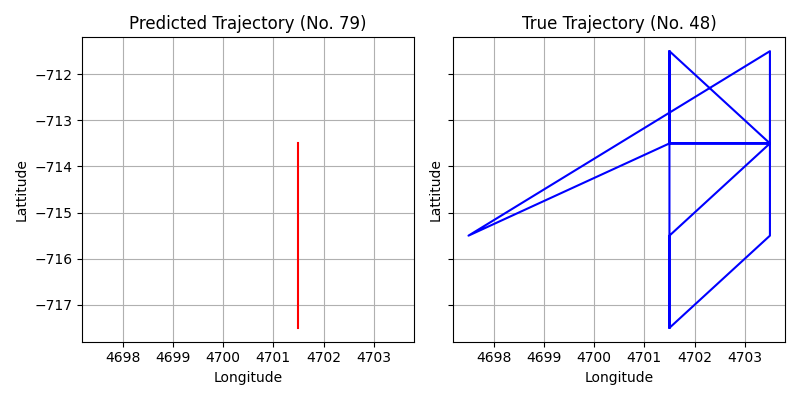 Predicted Trajectory (No. 79)
−712
−713
−714
−715
−716
−717
Lattitude
4698 4699 4700 4701 4702 4703
Longitude
True Trajectory (No. 48)
Lattitude
4698 4699 4700 4701 4702 4703
Longitude